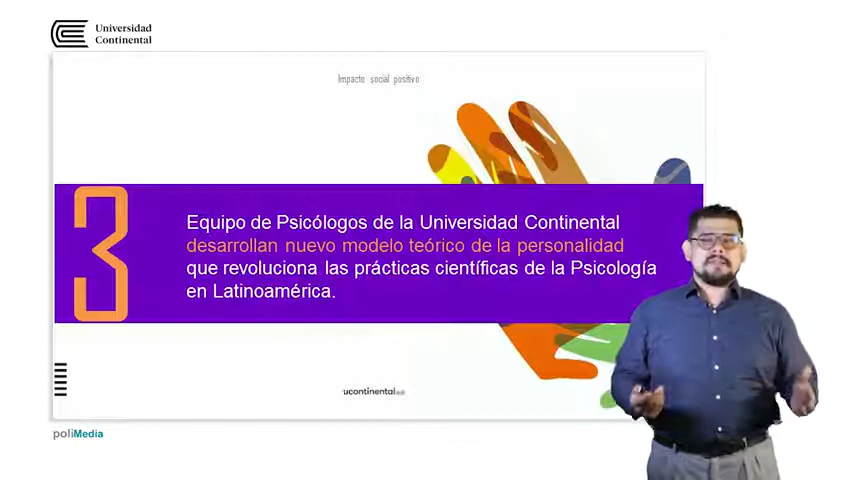 Universidad
Continental
Impacto social positivo
3
Equipo de Psicólogos de la Universidad Continental
desarrollan nuevo modelo teórico de la personalidad
que revoluciona las prácticas científicas de la Psicología
en Latinoamérica.
ucontinental.edu
poliMedia